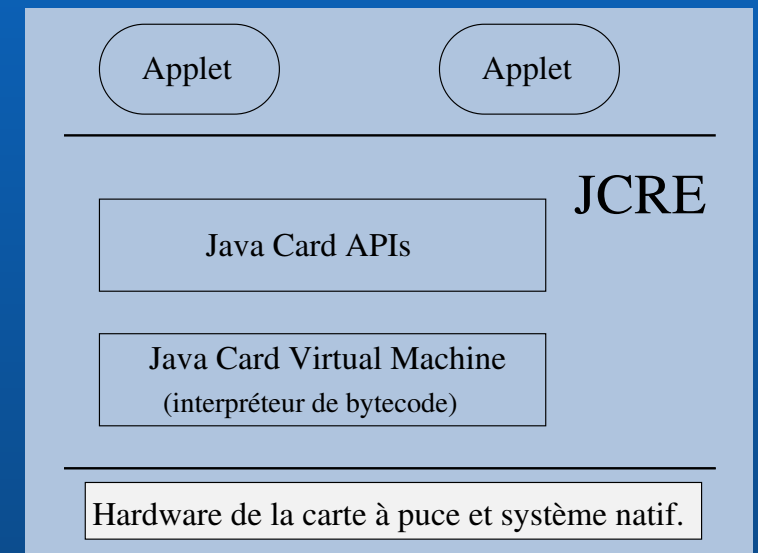 Applet
Applet
JCRE
Java Card APIs
Java Card Virtual Machine
(interpréteur de bytecode)
Hardware de la carte à puce et système natif.